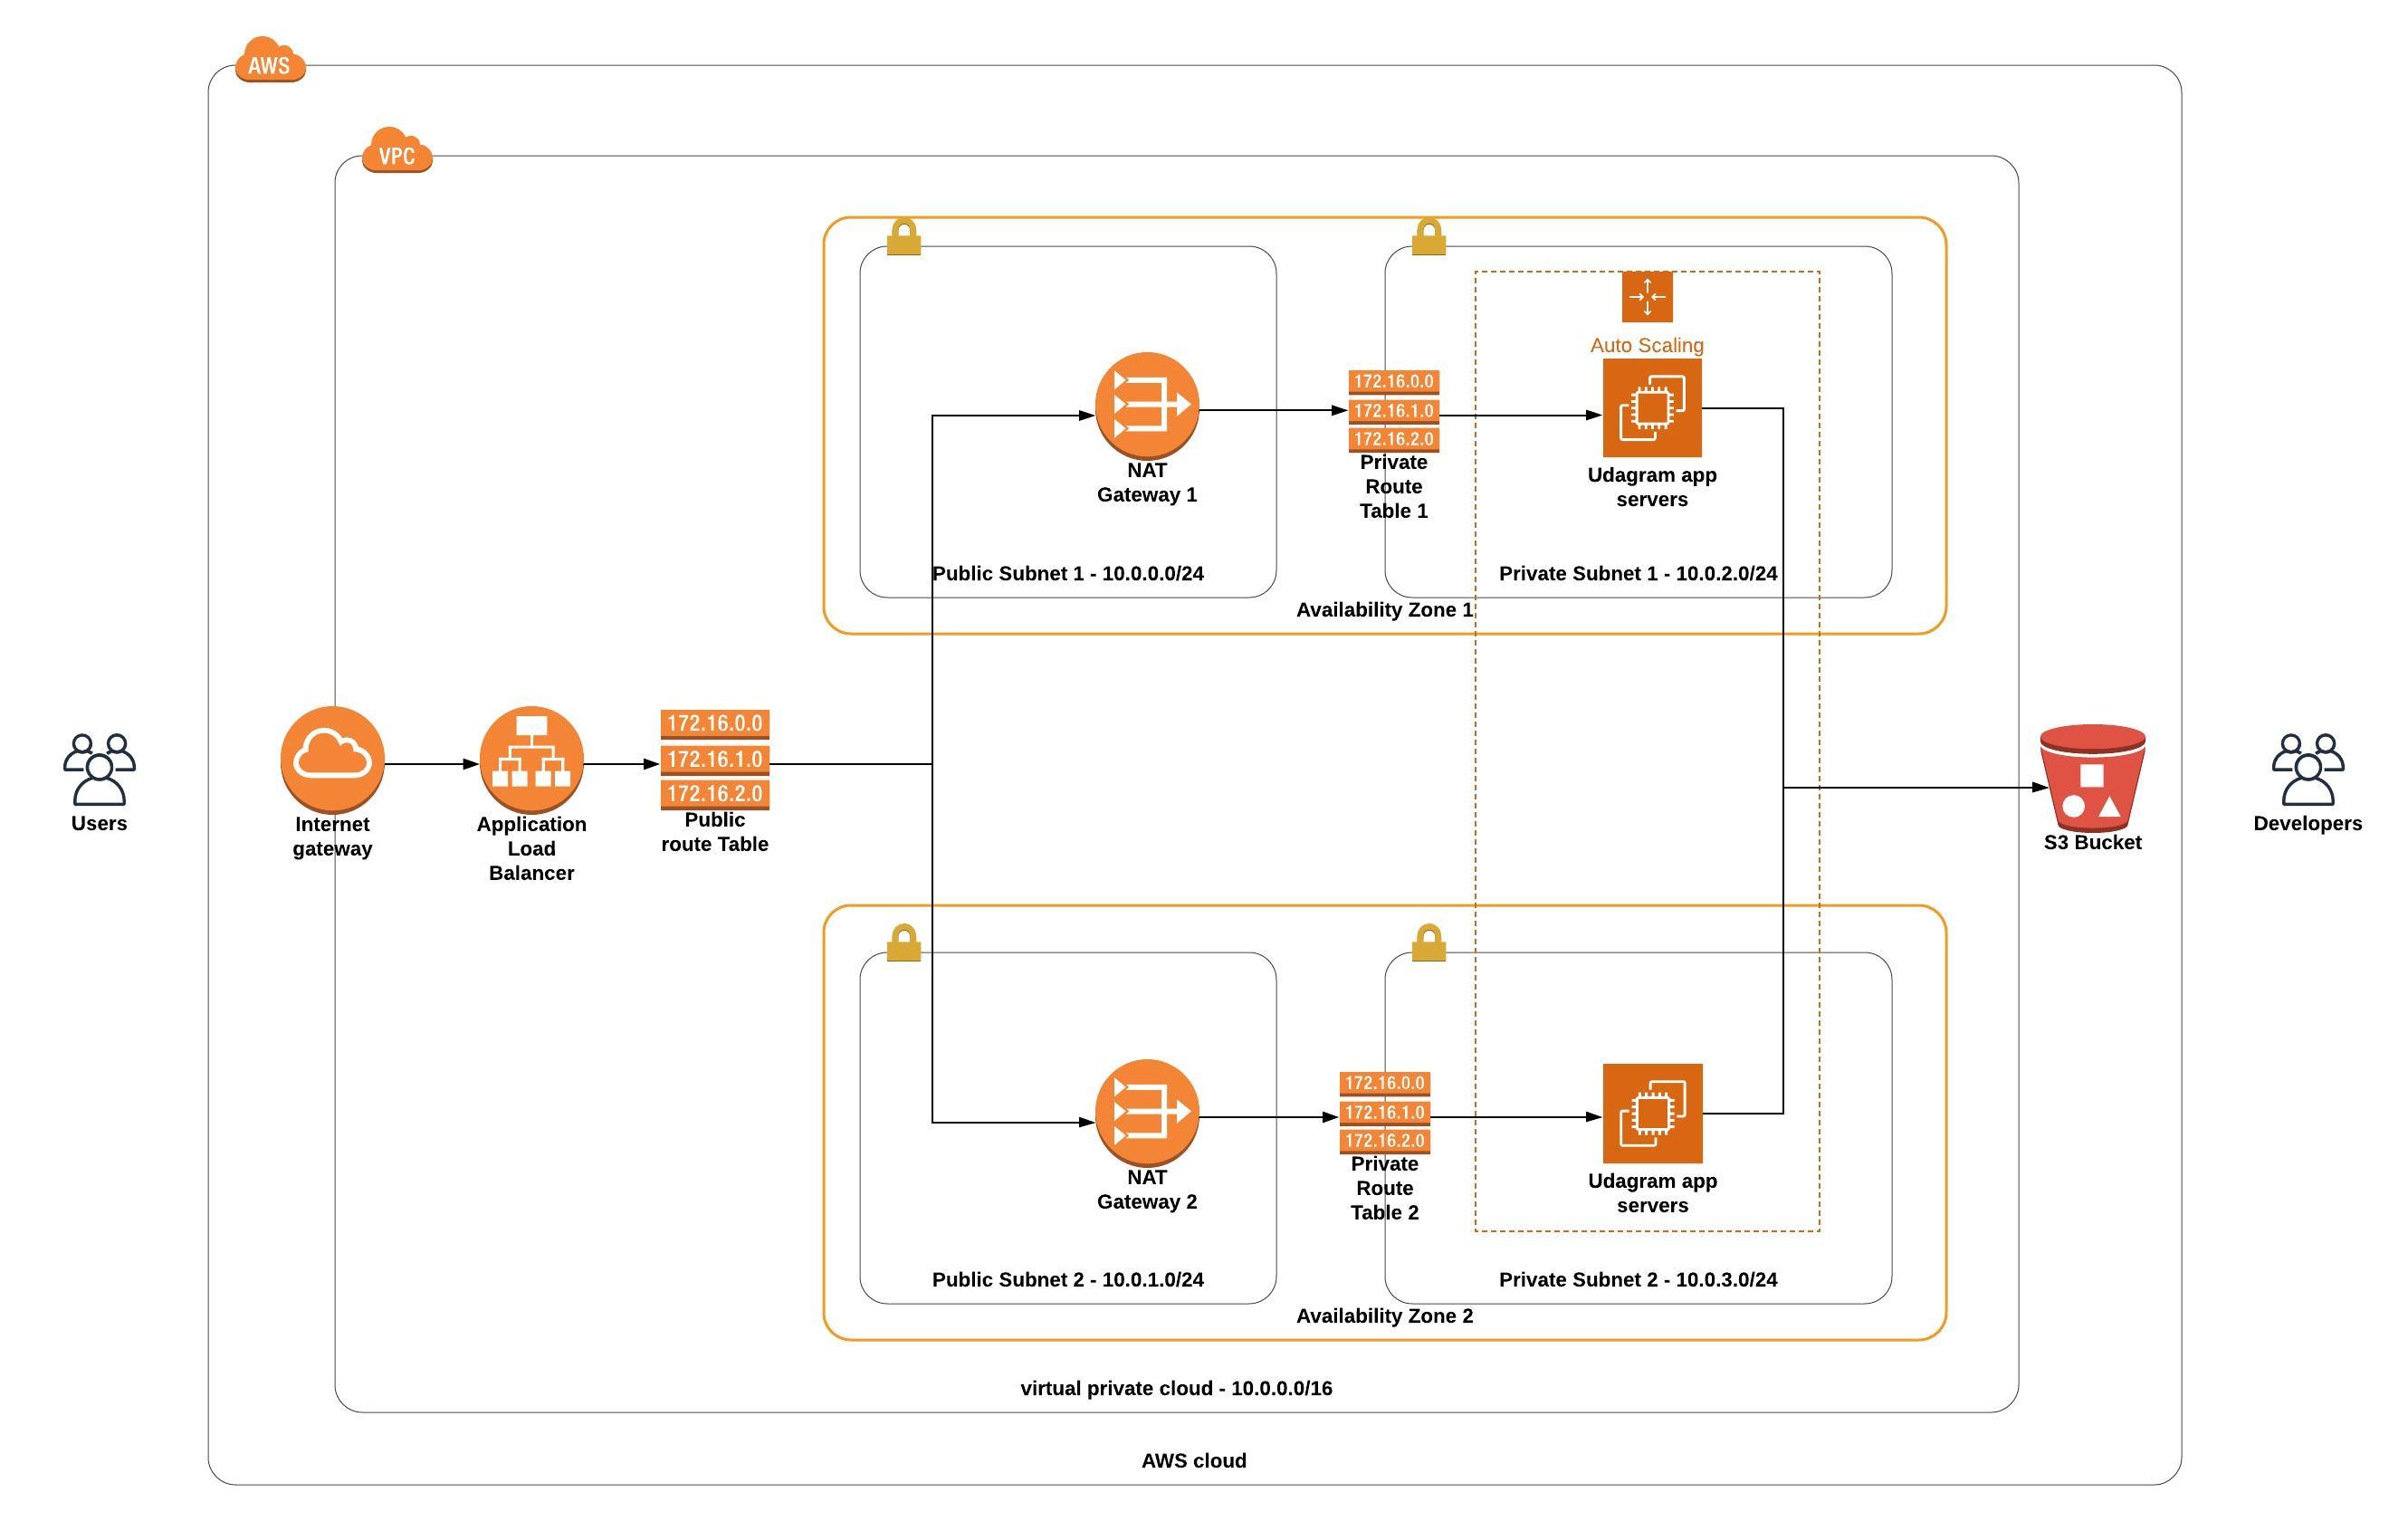 AWS
VPC
Auto Scaling
172.16.0.0
172.16.1.0
172.16.2.0
Private
Route
Table 1
NAT
Gateway 1
Udagram app
servers
Public Subnet 1 - 10.0.0.0/24
Private Subnet 1 - 10.0.2.0/24
Availability Zone 1
Users
Internet
gateway
Application
Load
Balancer
172.16.0.0
172.16.1.0
172.16.2.0
Public
route Table
S3 Bucket
Developers
NAT
Gateway 2
172.16.0.0
172.16.1.0
172.16.2.0
Private
Route
Table 2
Udagram app
servers
Public Subnet 2 - 10.0.1.0/24
Private Subnet 2 - 10.0.3.0/24
Availability Zone 2
virtual private cloud - 10.0.0.0/16
AWS cloud